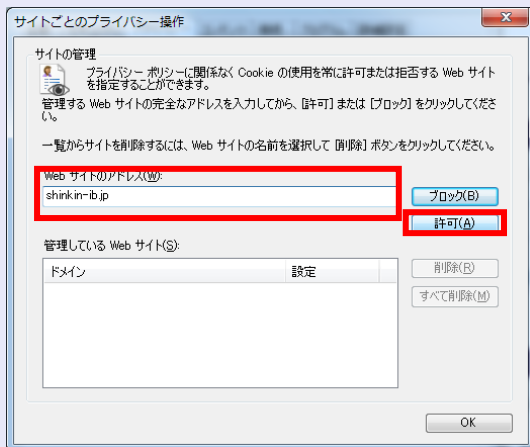 サイトごとのプライバシー操作
サイトの管理
プライバシー ポリシーに関係なく Cookie の使用を常に許可または拒否する Web サイト
を指定することができます。
管理する Web サイトの完全なアドレスを入力してから、[許可] または [ブロック] をクリックしてくださ
い。
一覧からサイトを削除するには、Web サイトの名前を選択して [削除] ボタンをクリックしてください。
Web サイトのアドレス(W):
shinkin-ib.jp
ブロック(B)
許可(A)
管理している Web サイト(S):
ドメイン 設定
削除(R)
すべて削除(M)
OK